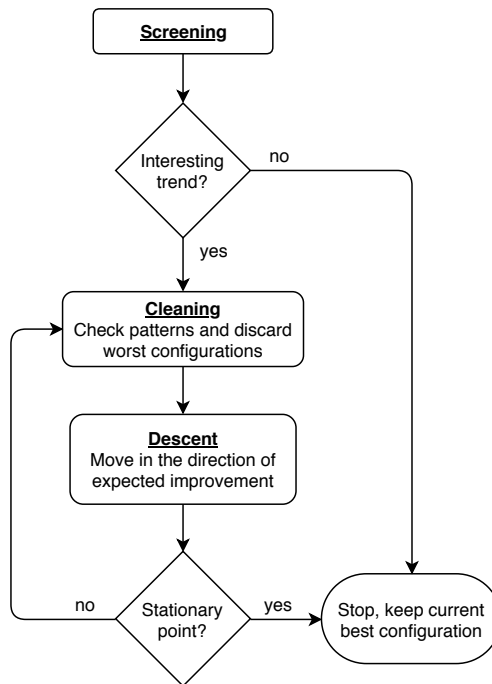 Screening
Interesting
trend?
no
yes
Cleaning
Check patterns and discard
worst configurations
Descent
Move in the direction of
expected improvement
no
Stationary
point?
yes
Stop, keep current
best configuration